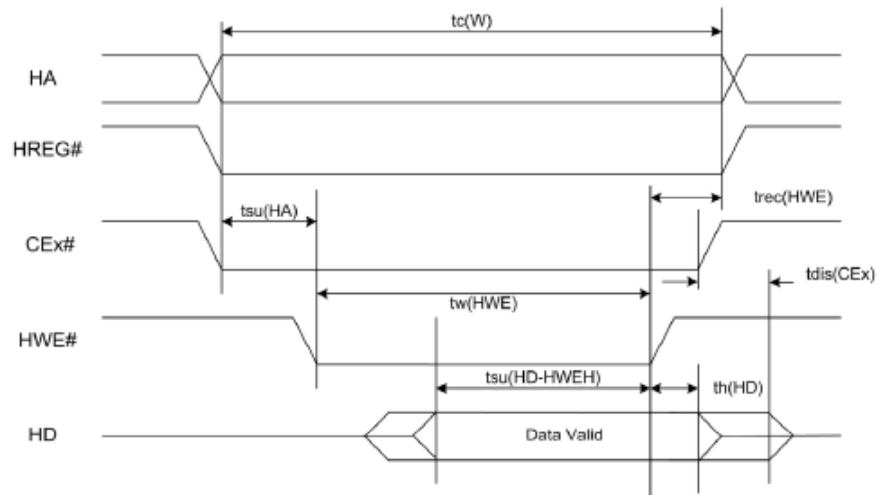 tc(W)
HA
HREG#
tsu(HA)
trec(HWE)
CEx#
tdis(CEx)
tw(HWE)
HWE#
tsu(HD-HWEH)
th(HD)
HD
Data Valid